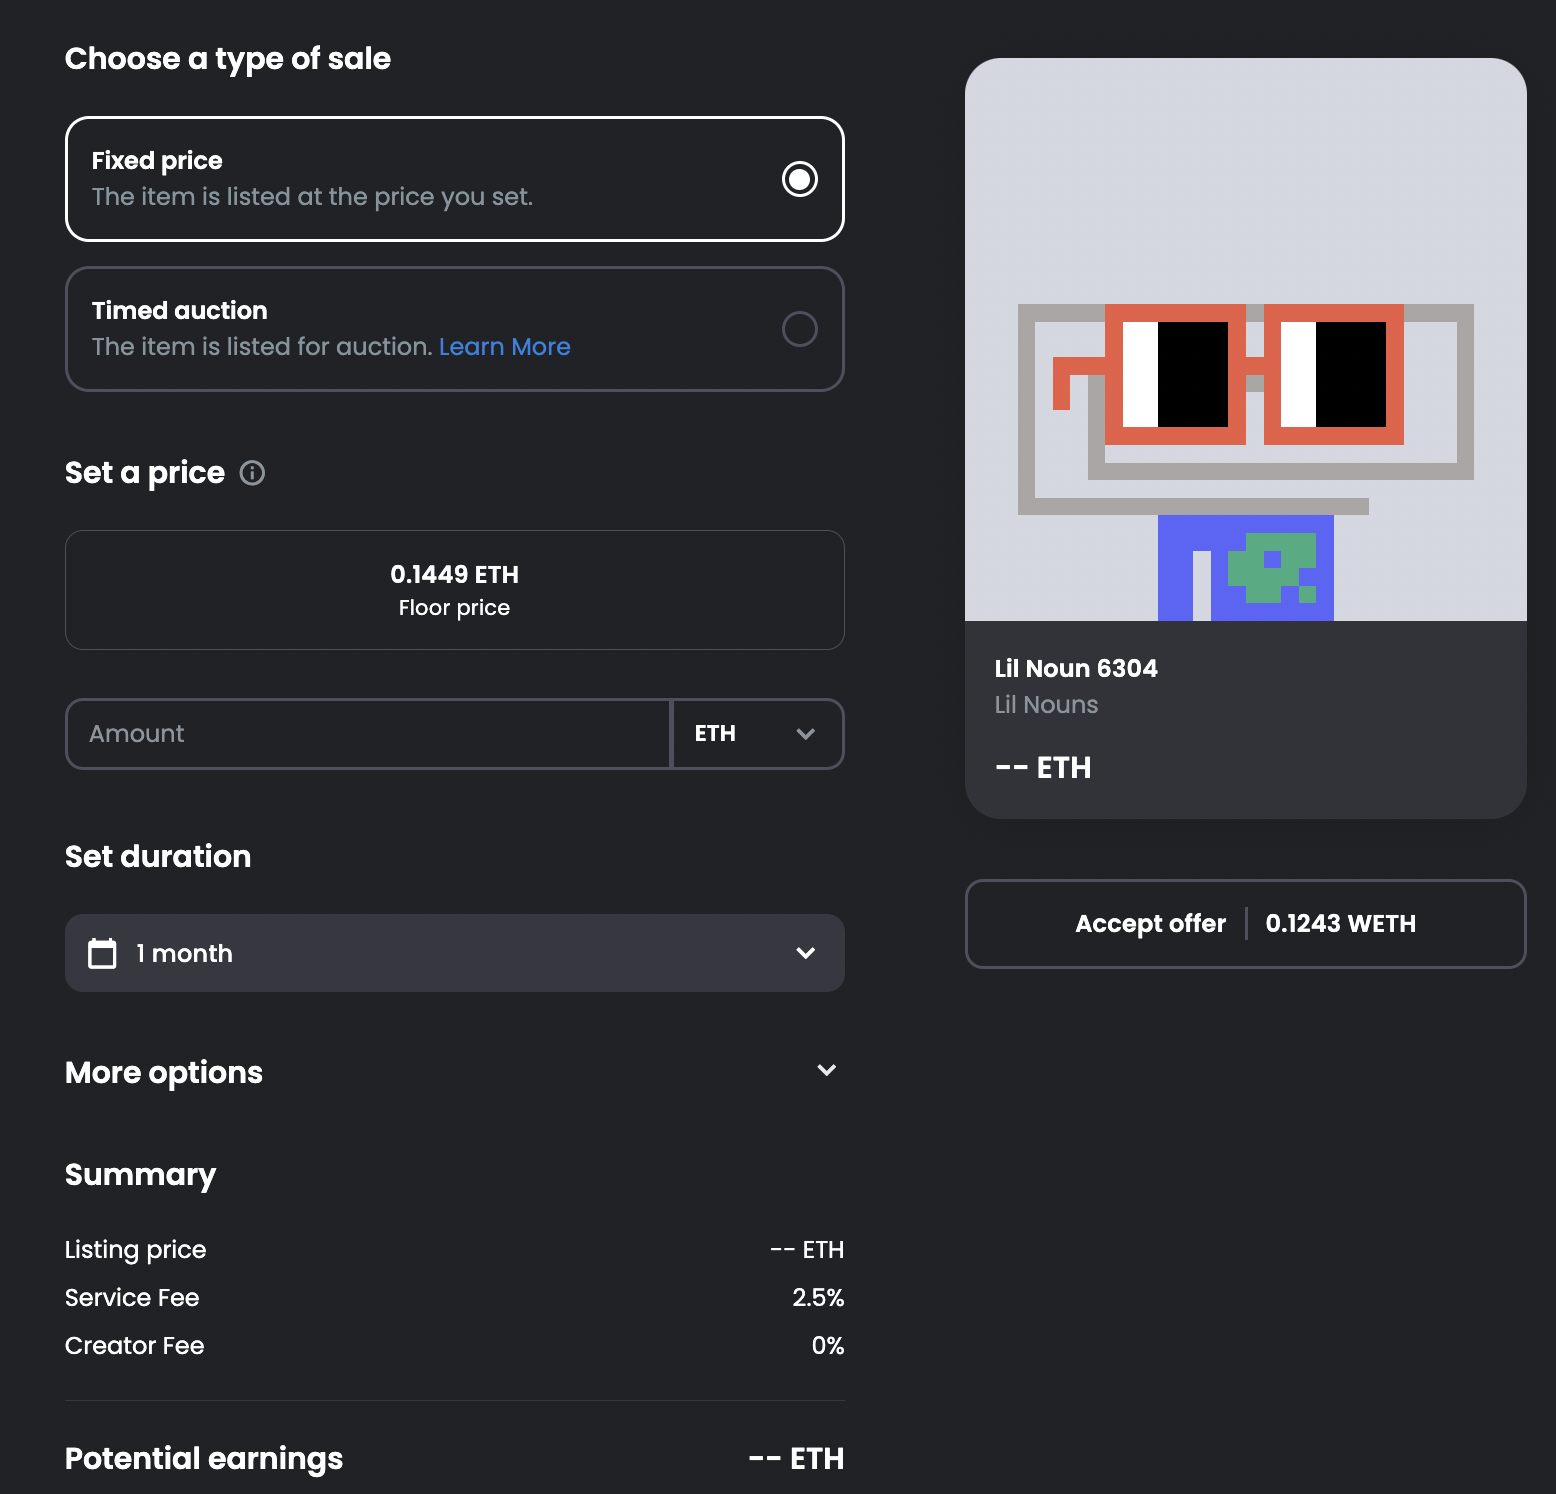 Choose a type of sale
Fixed price
The item is listed at the price you set.
Timed auction
The item is listed for auction. Learn More
Set a price
0.1449 ETH
Floor price
Amount
ETH
Set duration
1 month
More options
Summary
Listing price -- ETH
Service Fee 2.5%
Creator Fee 0%
Potential earnings -- ETH
Lil Noun 6304
Lil Nouns
-- ETH
Accept offer | 0.1243 WETH